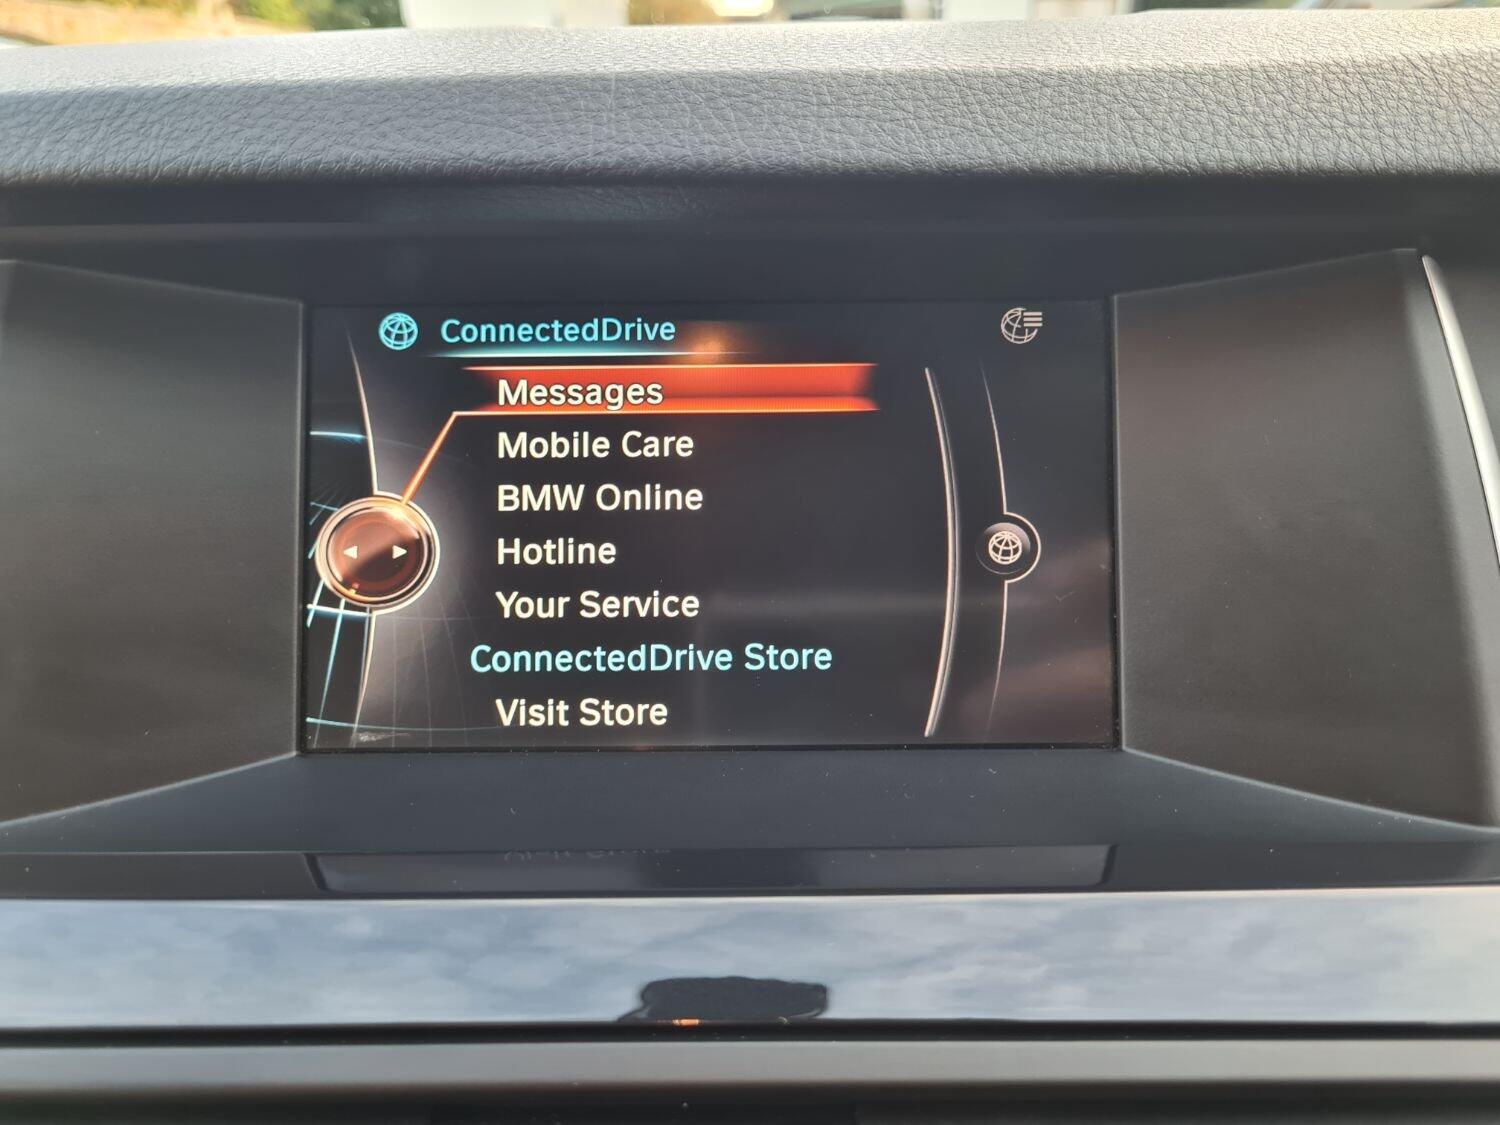 ConnectedDrive
Messages
Mobile Care
BMW Online
Hotline
Your Service
ConnectedDrive Store
Visit Store